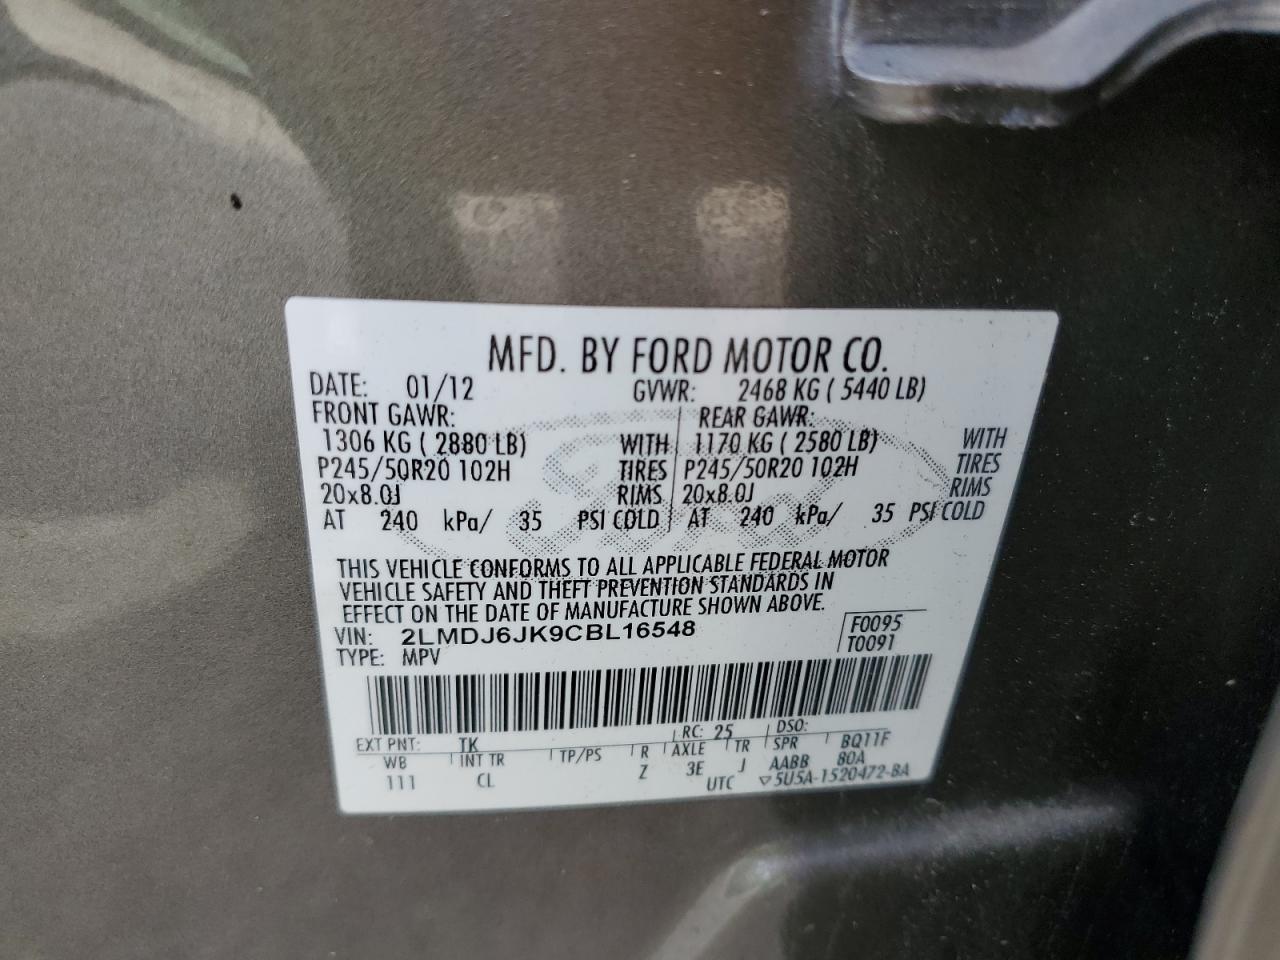 MFD. BY FORD MOTOR CO.
DATE: 01/12 GVWR: 2468 KG ( 5440 LB)
FRONT GAWR: REAR GAWR:
1306 KG ( 2880 LB) WITH 1170 KG ( 2580 LB) WITH
P245/50R20 102H TIRES P245/50R20 102H TIRES
20x8.0J RIMS 20x8.0J RIMS
AT 240 kPa/ 35 PSI COLD AT 240 kPa/ 35 PSI COLD
THIS VEHICLE CONFORMS TO ALL APPLICABLE FEDERAL MOTOR
VEHICLE SAFETY AND THEFT PREVENTION STANDARDS IN
EFFECT ON THE DATE OF MANUFACTURE SHOWN ABOVE.
VIN: 2LMDJ6JK9CBL16548 F0095
TYPE: MPV T0091
EXT PNT: TK RC: 25 DSO:
WB INT TR TP/PS R AXLE TR SPR BQ11F
111 CL Z 3E J AABB 80A
UTC ▽5U5A-1520472-BA
Ford